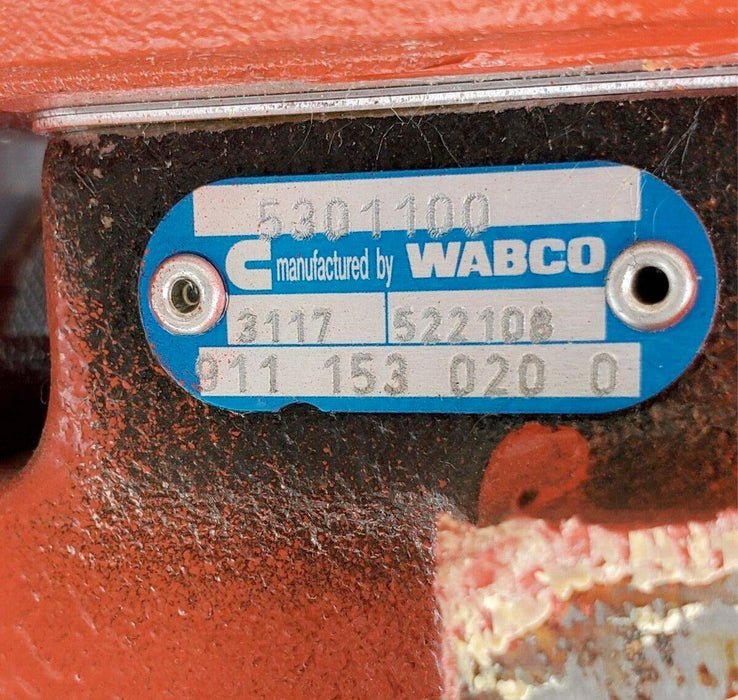 5301100
manufactured by WABCO
3117 522108
911 153 020 0